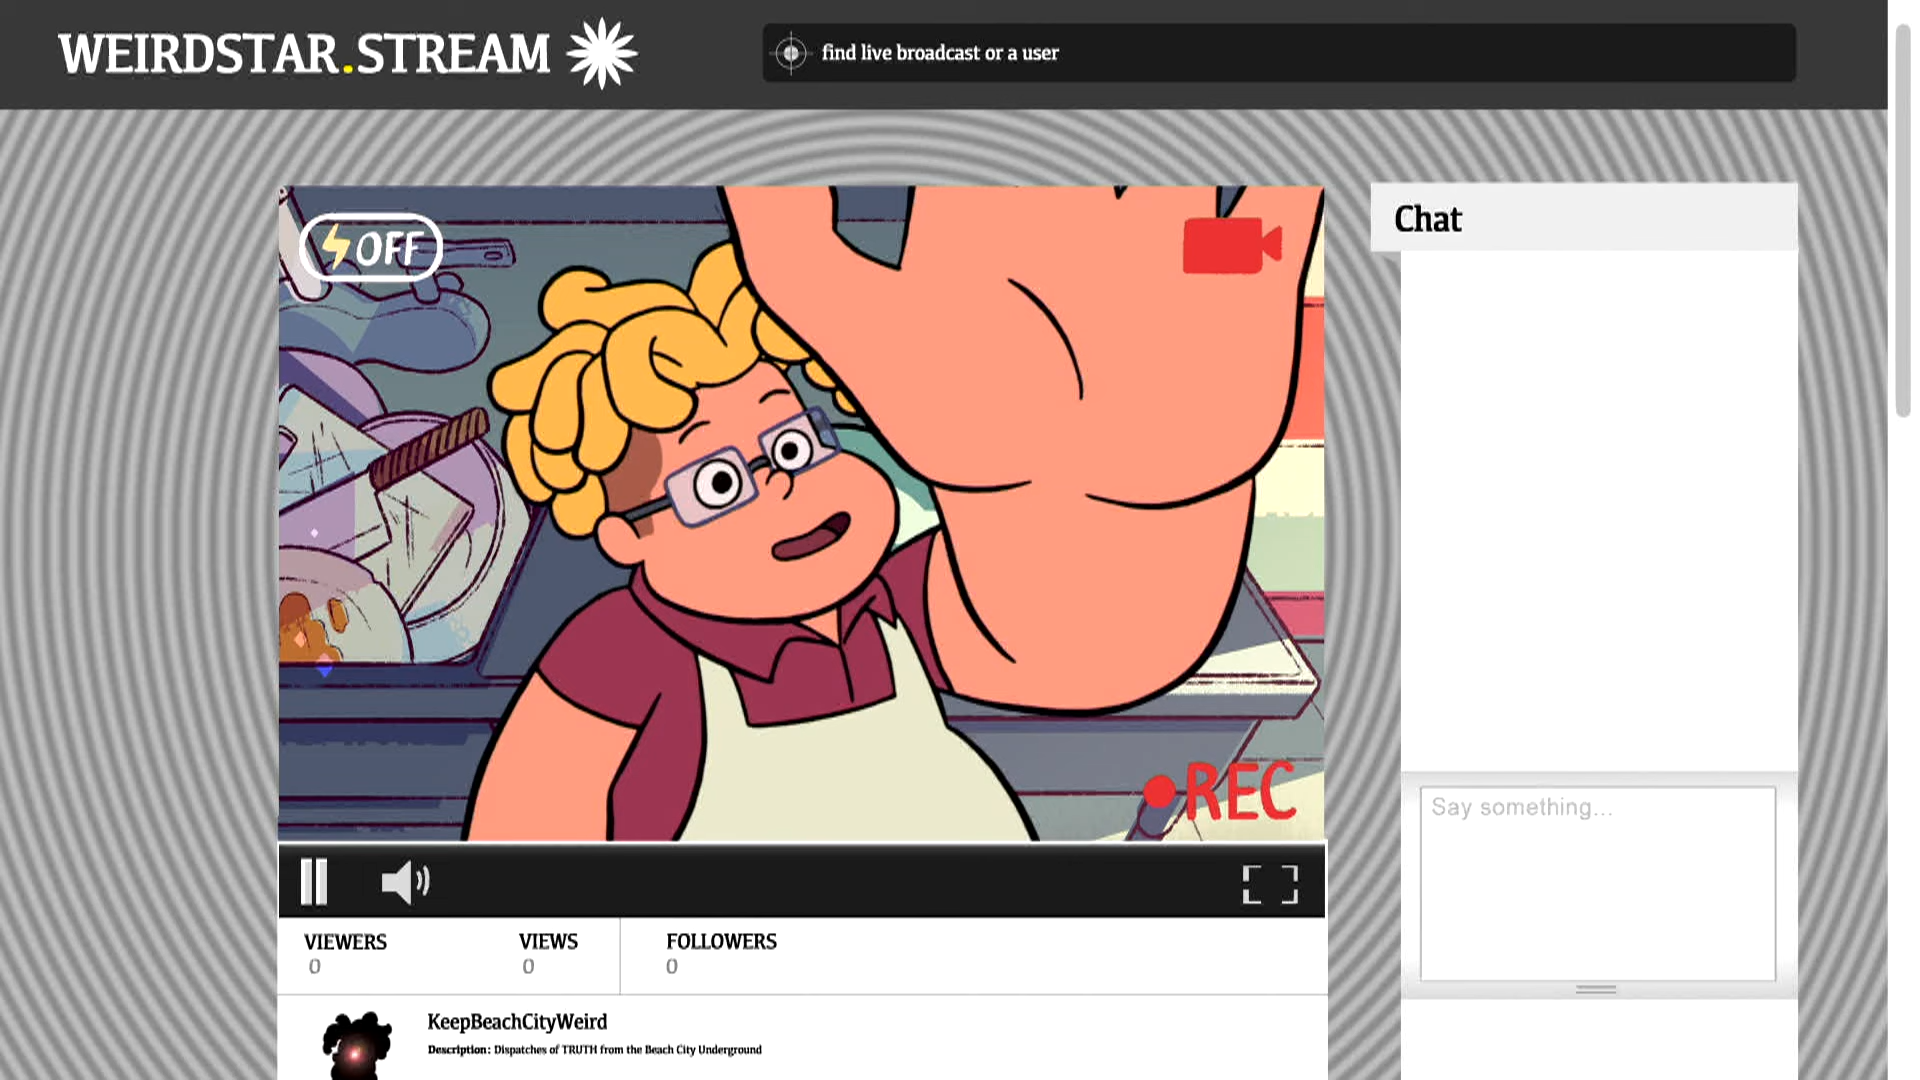 WEIRDSTAR.STREAM
find live broadcast or a user
OFF
REC
Chat
Say something...
VIEWERS
0
VIEWS
0
FOLLOWERS
0
KeepBeachCityWeird
Description: Dispatches of TRUTH from the Beach City Underground